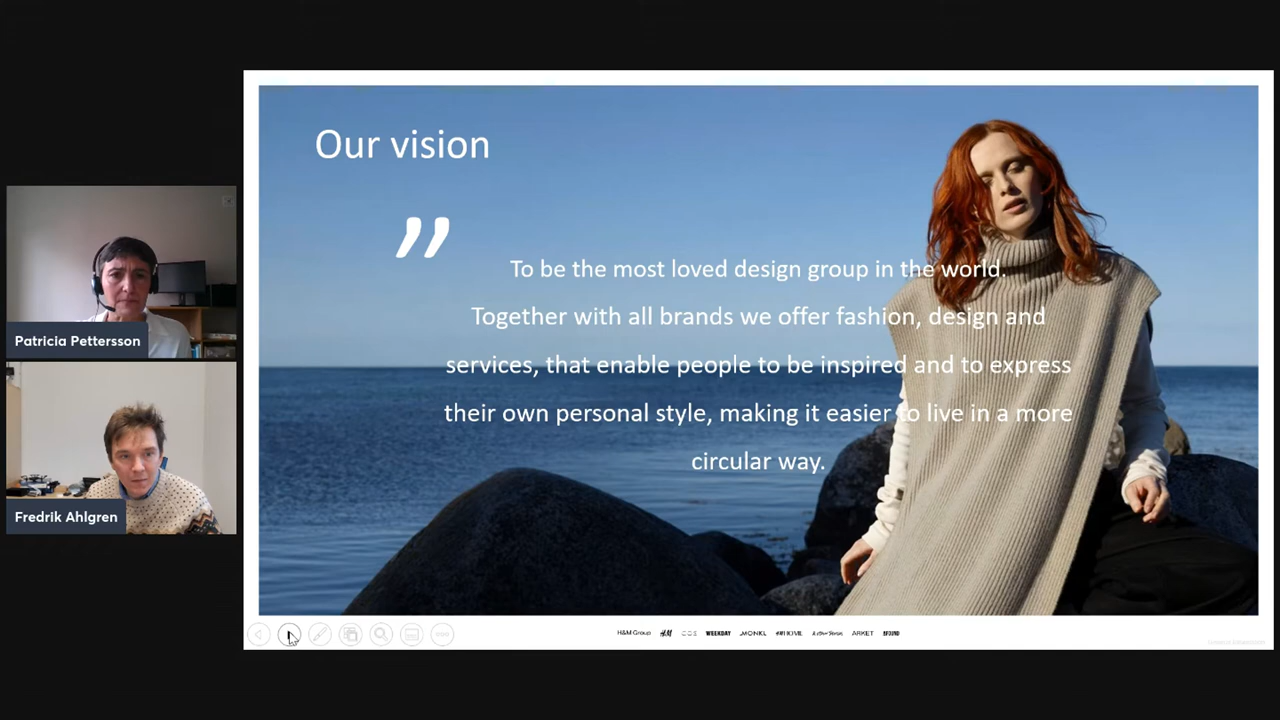 Our vision
”
To be the most loved design group in the world.
Together with all brands we offer fashion, design and
services, that enable people to be inspired and to express
their own personal style, making it easier to live in a more
circular way.
Patricia Pettersson
Fredrik Ahlgren
H&M Group H&M COS WEEKDAY MONKI H&M HOME & Other Stories ARKET AFOUND